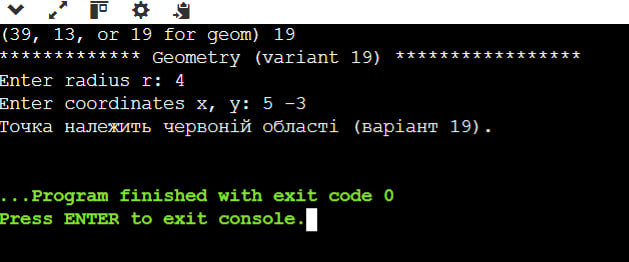 (39, 13, or 19 for geom) 19
************* Geometry (variant 19) *****************
Enter radius r: 4
Enter coordinates x, y: 5 -3
Точка належить червоній області (варіант 19).
...Program finished with exit code 0
Press ENTER to exit console.